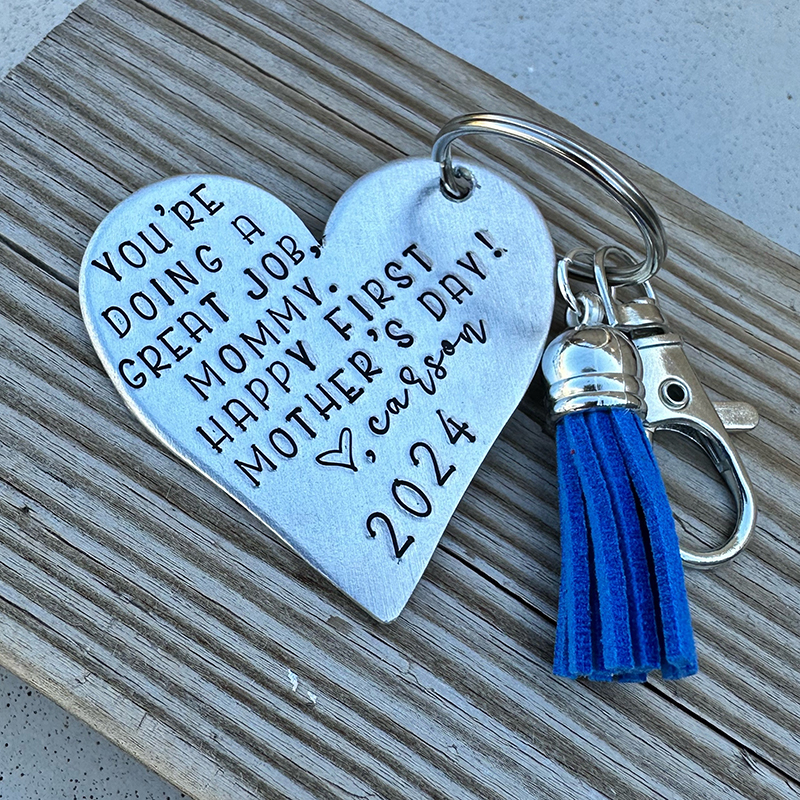 YOU'RE
DOING A
GREAT JOB,
MOMMY.
HAPPY FIRST
MOTHER'S DAY!
♡, carson
2024